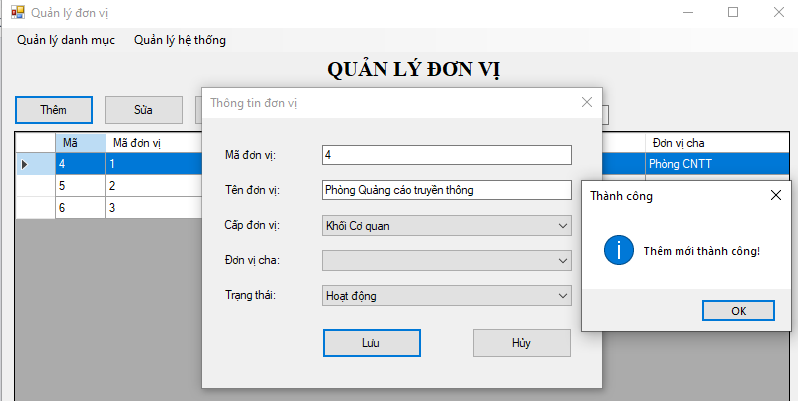 Quản lý đơn vị
Quản lý danh mục Quản lý hệ thống
QUẢN LÝ ĐƠN VỊ
Thêm Sửa
Mã Mã đơn vị Đơn vị cha
4 1 Phòng CNTT
5 2
6 3
Thông tin đơn vị
Mã đơn vị: 4
Tên đơn vị: Phòng Quảng cáo truyền thông
Cấp đơn vị: Khối Cơ quan
Đơn vị cha:
Trạng thái: Hoạt động
Lưu Hủy
Thành công
Thêm mới thành công!
OK